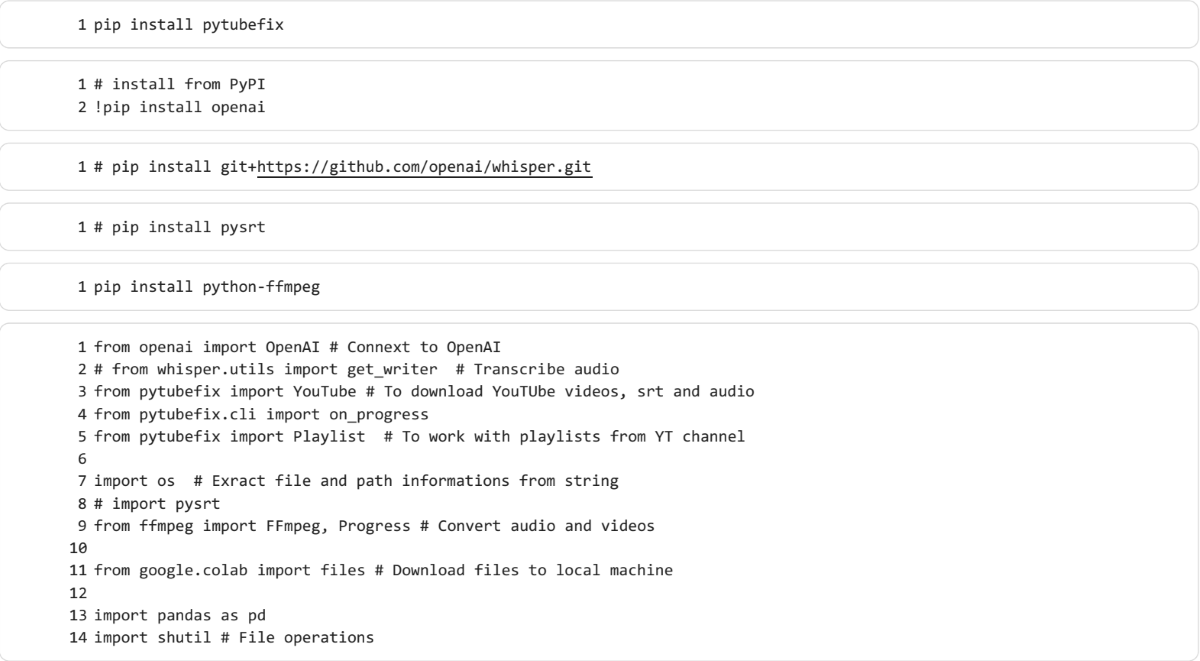 1 pip install pytubefix
1 # install from PyPI
2 !pip install openai
1 # pip install git+https://github.com/openai/whisper.git
1 # pip install pysrt
1 pip install python-ffmpeg
1 from openai import OpenAI # Connext to OpenAI
2 # from whisper.utils import get_writer  # Transcribe audio
3 from pytubefix import YouTube # To download YouTUbe videos, srt and audio
4 from pytubefix.cli import on_progress
5 from pytubefix import Playlist  # To work with playlists from YT channel
6
7 import os  # Exract file and path informations from string
8 # import pysrt
9 from ffmpeg import FFmpeg, Progress # Convert audio and videos
10
11 from google.colab import files # Download files to local machine
12
13 import pandas as pd
14 import shutil # File operations